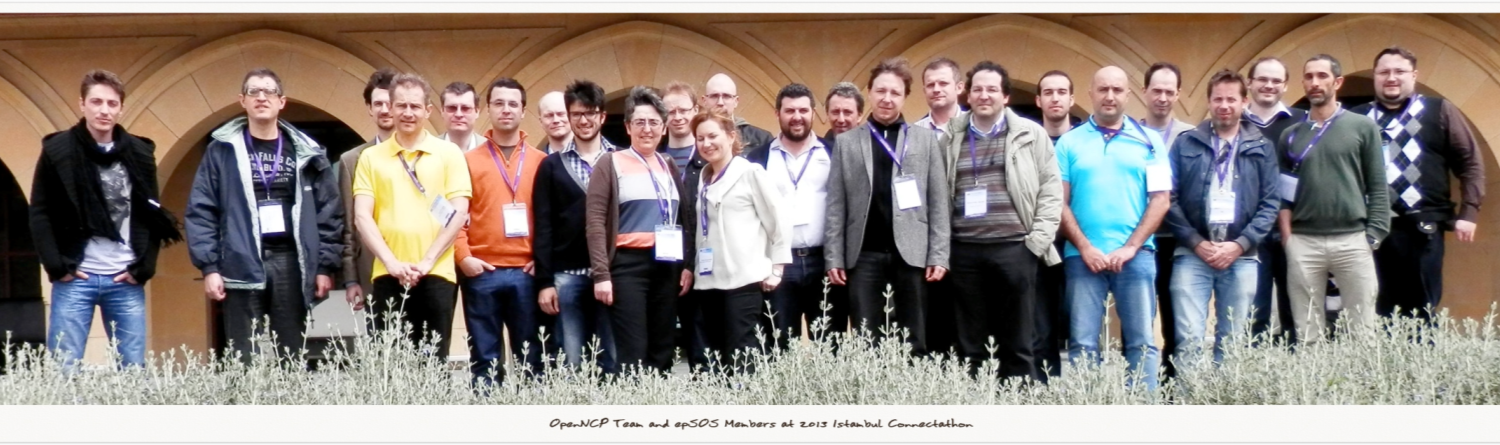 OpenNCP Team and epSOS Members at 2013 Istanbul Connectathon